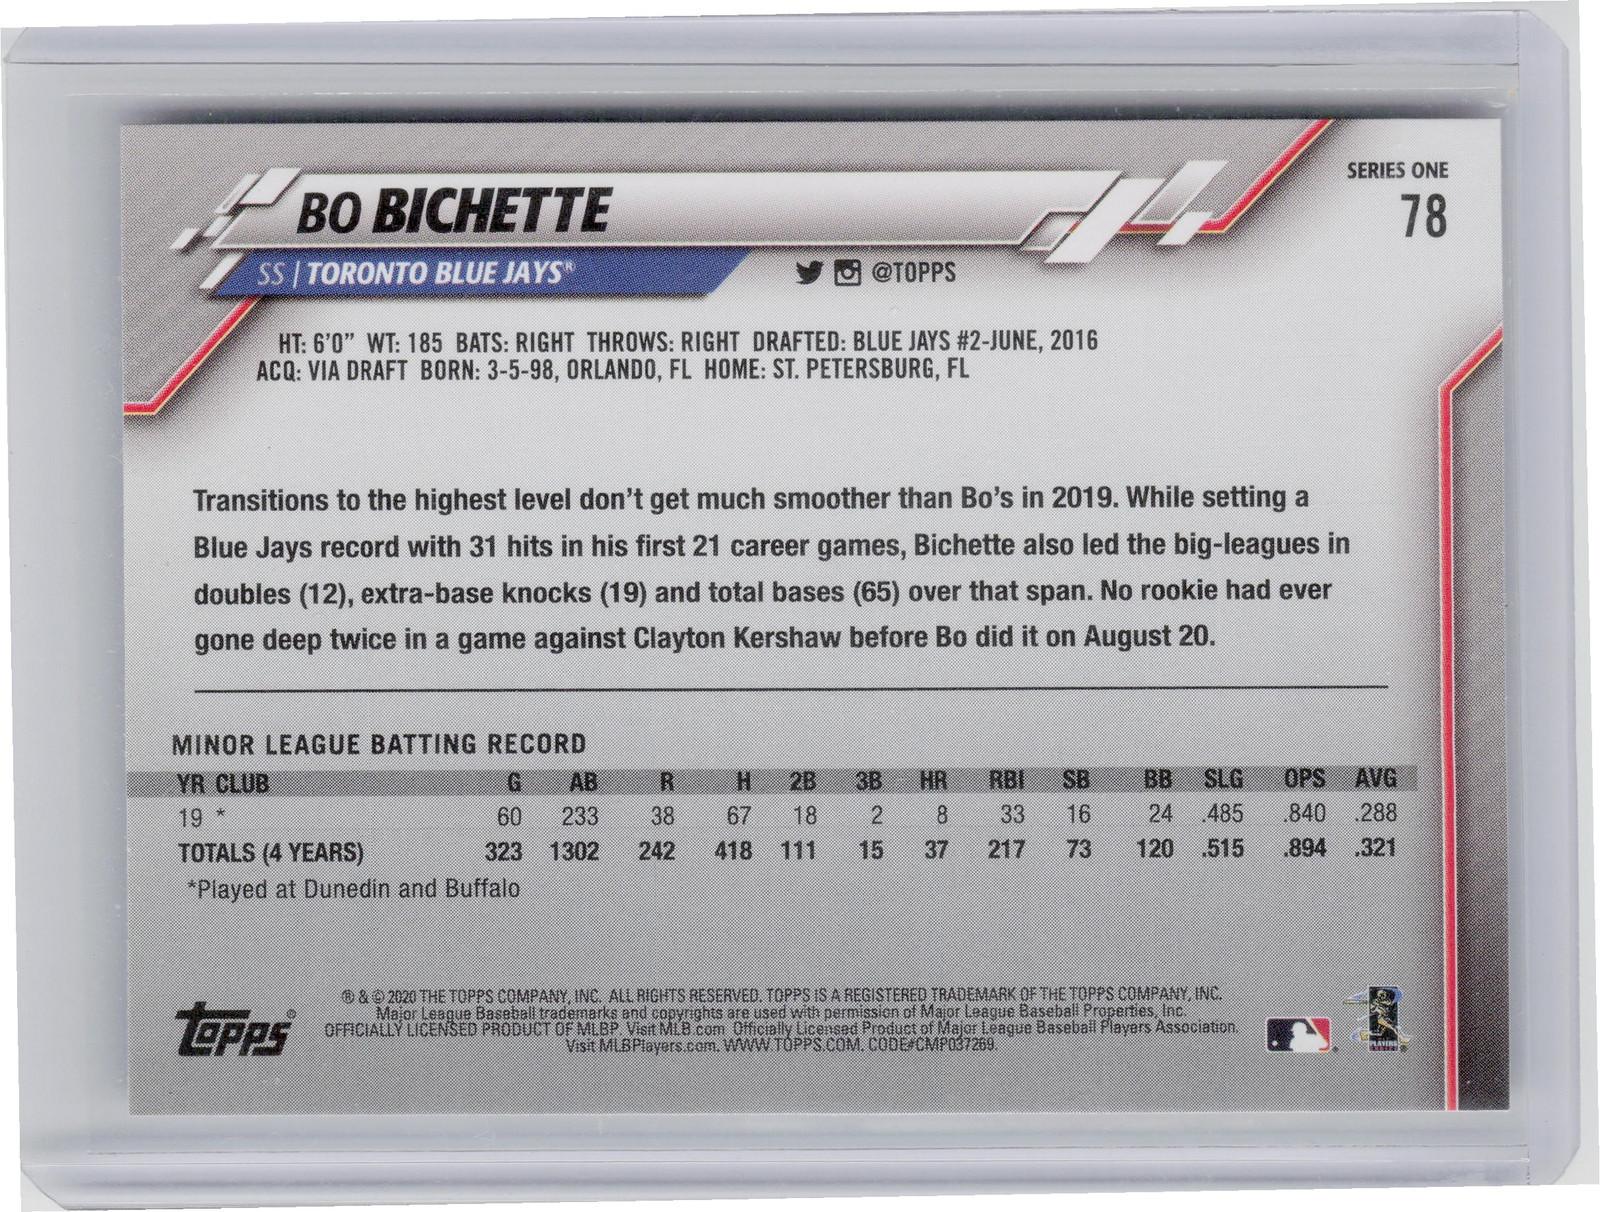 SERIES ONE
78
BO BICHETTE
SS | TORONTO BLUE JAYS®
@TOPPS
HT: 6'0" WT: 185 BATS: RIGHT THROWS: RIGHT DRAFTED: BLUE JAYS #2-JUNE, 2016
ACQ: VIA DRAFT BORN: 3-5-98, ORLANDO, FL HOME: ST. PETERSBURG, FL
Transitions to the highest level don't get much smoother than Bo's in 2019. While setting a
Blue Jays record with 31 hits in his first 21 career games, Bichette also led the big-leagues in
doubles (12), extra-base knocks (19) and total bases (65) over that span. No rookie had ever
gone deep twice in a game against Clayton Kershaw before Bo did it on August 20.
MINOR LEAGUE BATTING RECORD
YR CLUB G AB R H 2B 3B HR RBI SB BB SLG OPS AVG
19 * 60 233 38 67 18 2 8 33 16 24 .485 .840 .288
TOTALS (4 YEARS) 323 1302 242 418 111 15 37 217 73 120 .515 .894 .321
*Played at Dunedin and Buffalo
® & © 2020 THE TOPPS COMPANY, INC. ALL RIGHTS RESERVED. TOPPS IS A REGISTERED TRADEMARK OF THE TOPPS COMPANY, INC.
Major League Baseball trademarks and copyrights are used with permission of Major League Baseball Properties, Inc.
OFFICIALLY LICENSED PRODUCT OF MLBP. Visit MLB.com Officially Licensed Product of Major League Baseball Players Association.
Visit MLBPlayers.com. WWW.TOPPS.COM. CODE#CMP037269.
Topps®
PLAYERS